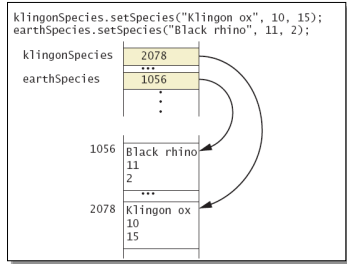 klingonSpecies.setSpecies("Klingon ox", 10, 15);
earthSpecies.setSpecies("Black rhino", 11, 2);
klingonSpecies 2078
...
earthSpecies 1056
1056 Black rhino
11
2
...
2078 Klingon ox
10
15